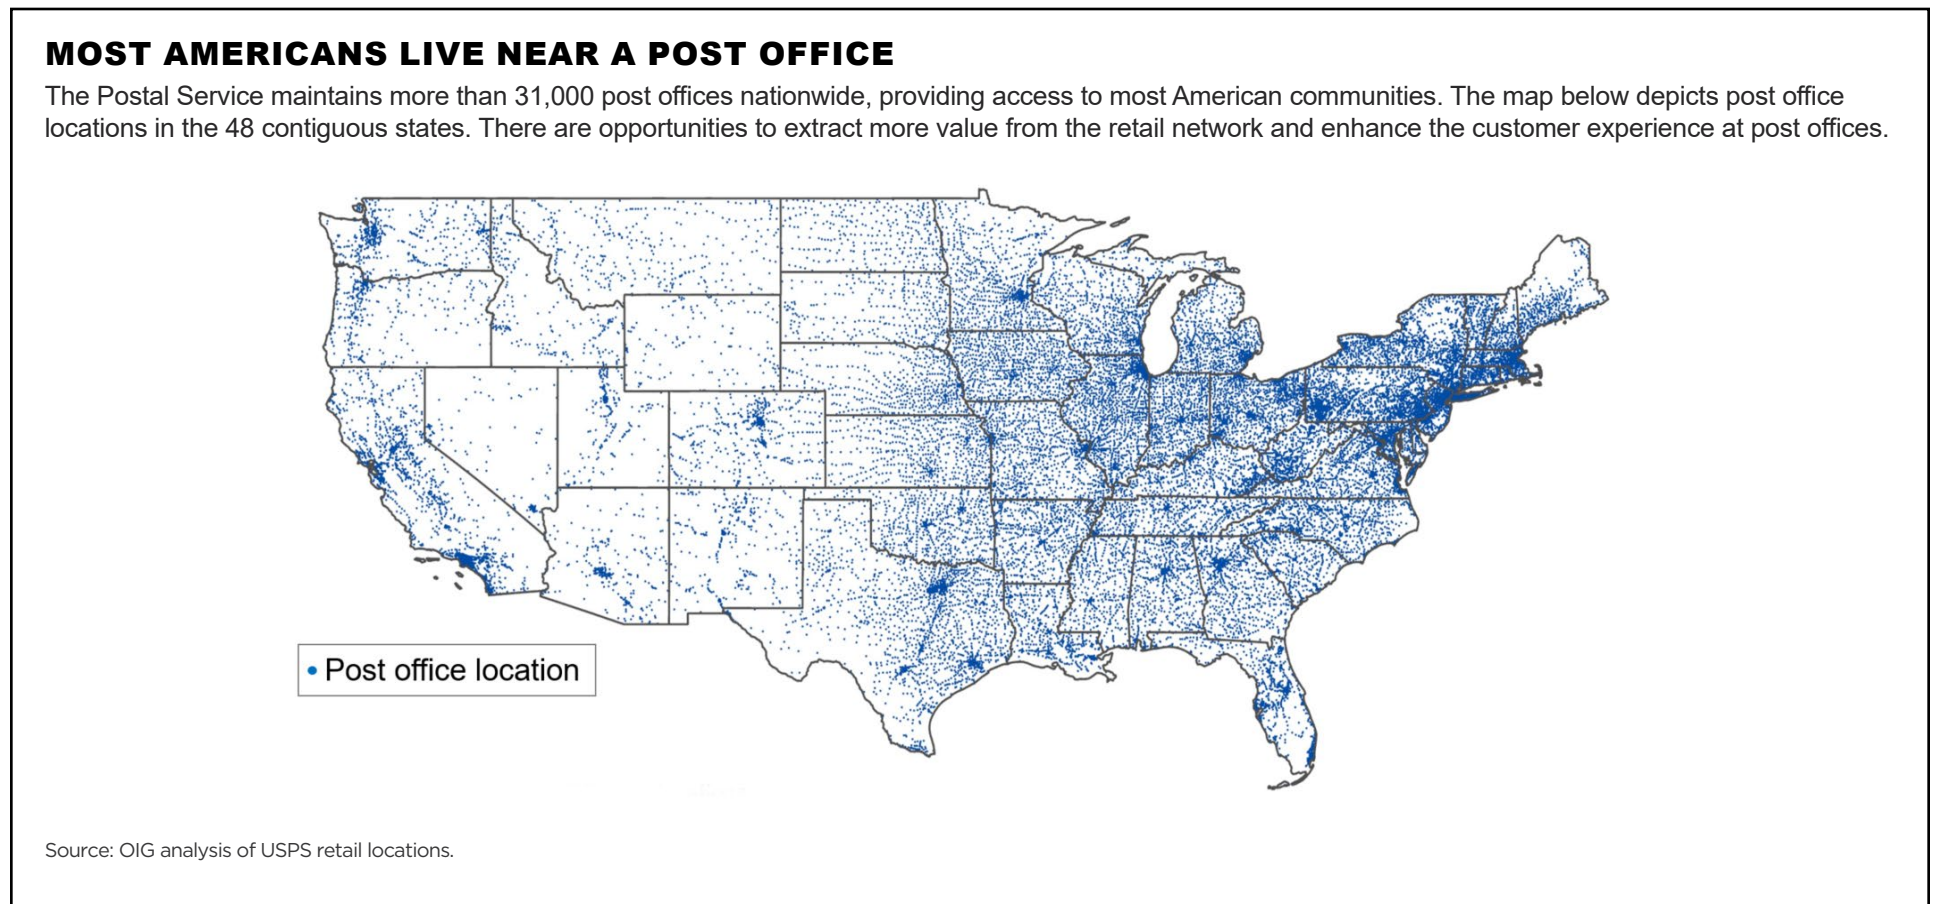 MOST AMERICANS LIVE NEAR A POST OFFICE
The Postal Service maintains more than 31,000 post offices nationwide, providing access to most American communities. The map below depicts post office
locations in the 48 contiguous states. There are opportunities to extract more value from the retail network and enhance the customer experience at post offices.
Post office location
Source: OIG analysis of USPS retail locations.